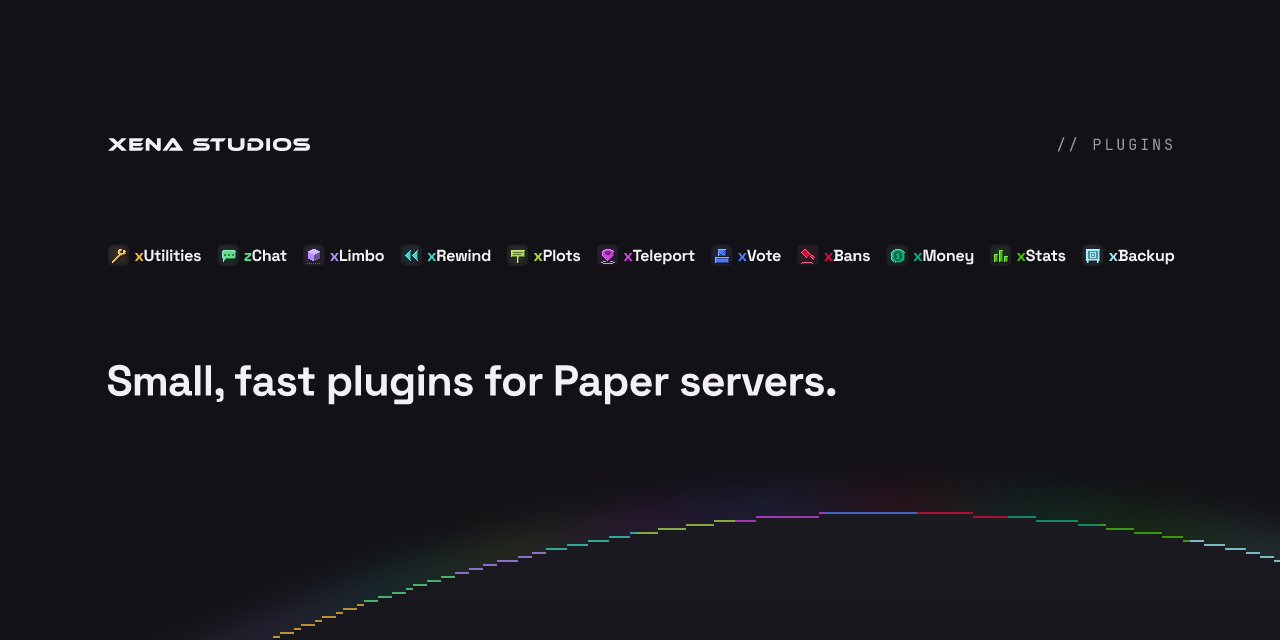 XENA STUDIOS
// PLUGINS
xUtilities zChat xLimbo xRewind xPlots xTeleport xVote xBans xMoney xStats xBackup
Small, fast plugins for Paper servers.